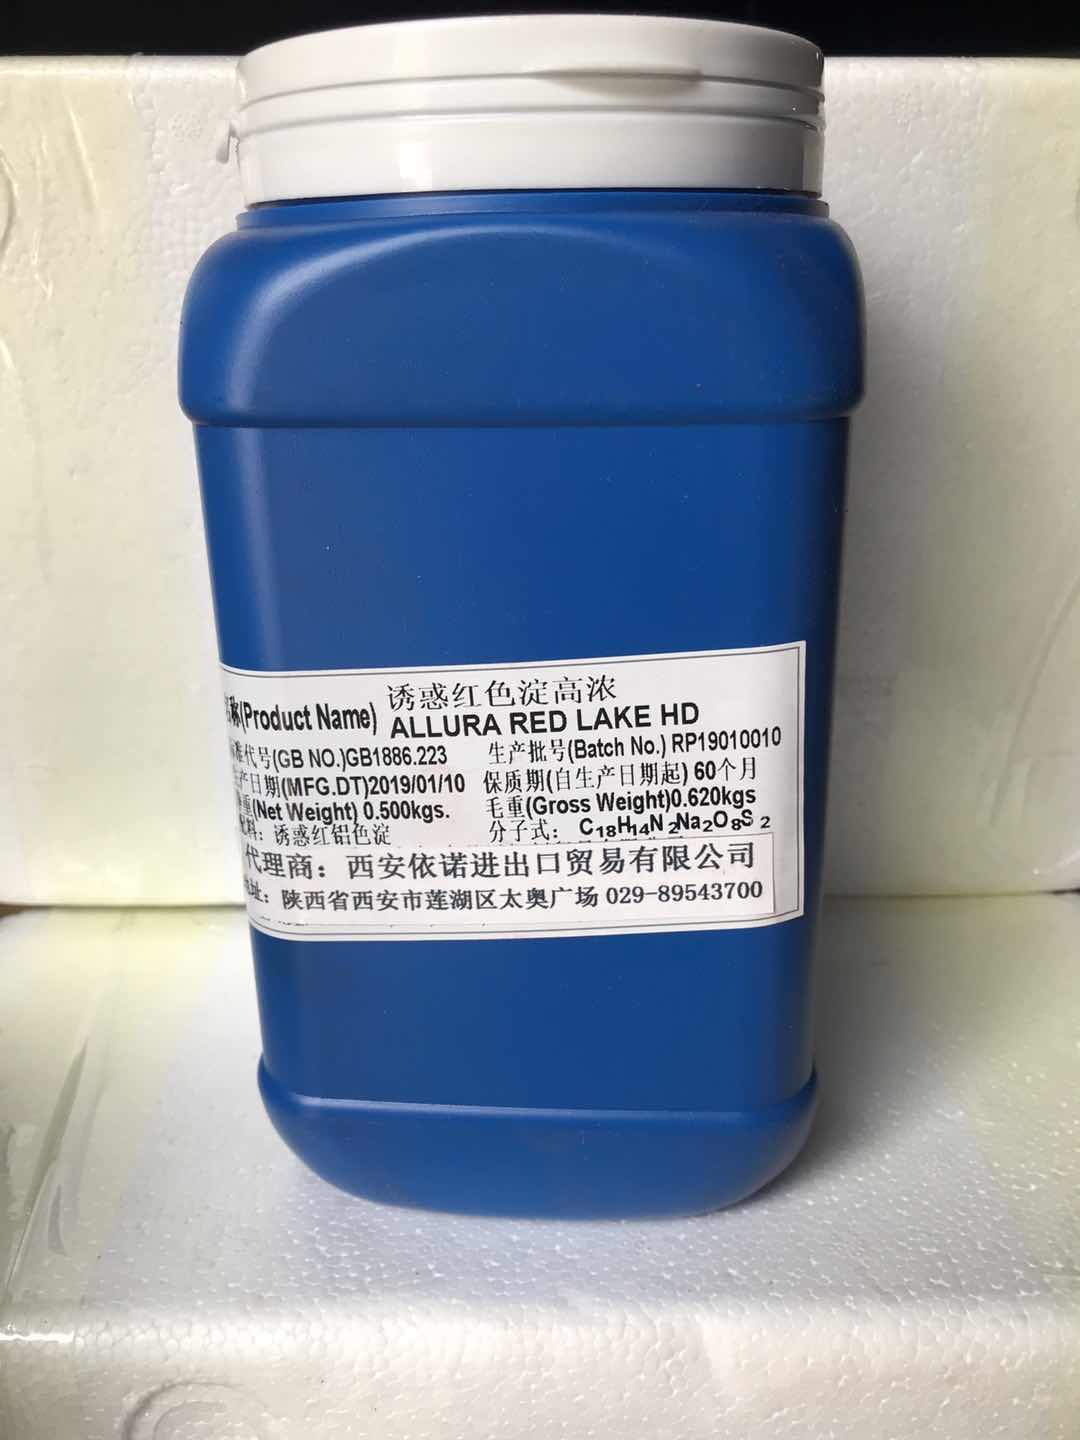 诱惑红色淀高浓
名称(Product Name) ALLURA RED LAKE HD
标准代号(GB NO.)GB1886.223 生产批号(Batch No.) RP19010010
生产日期(MFG.DT)2019/01/10 保质期(自生产日期起) 60个月
净重(Net Weight) 0.500kgs. 毛重(Gross Weight)0.620kgs
配料: 诱惑红铝色淀 分子式: C18H14N2Na2O8S2
代理商: 西安依诺进出口贸易有限公司
地址: 陕西省西安市莲湖区太奥广场 029-89543700